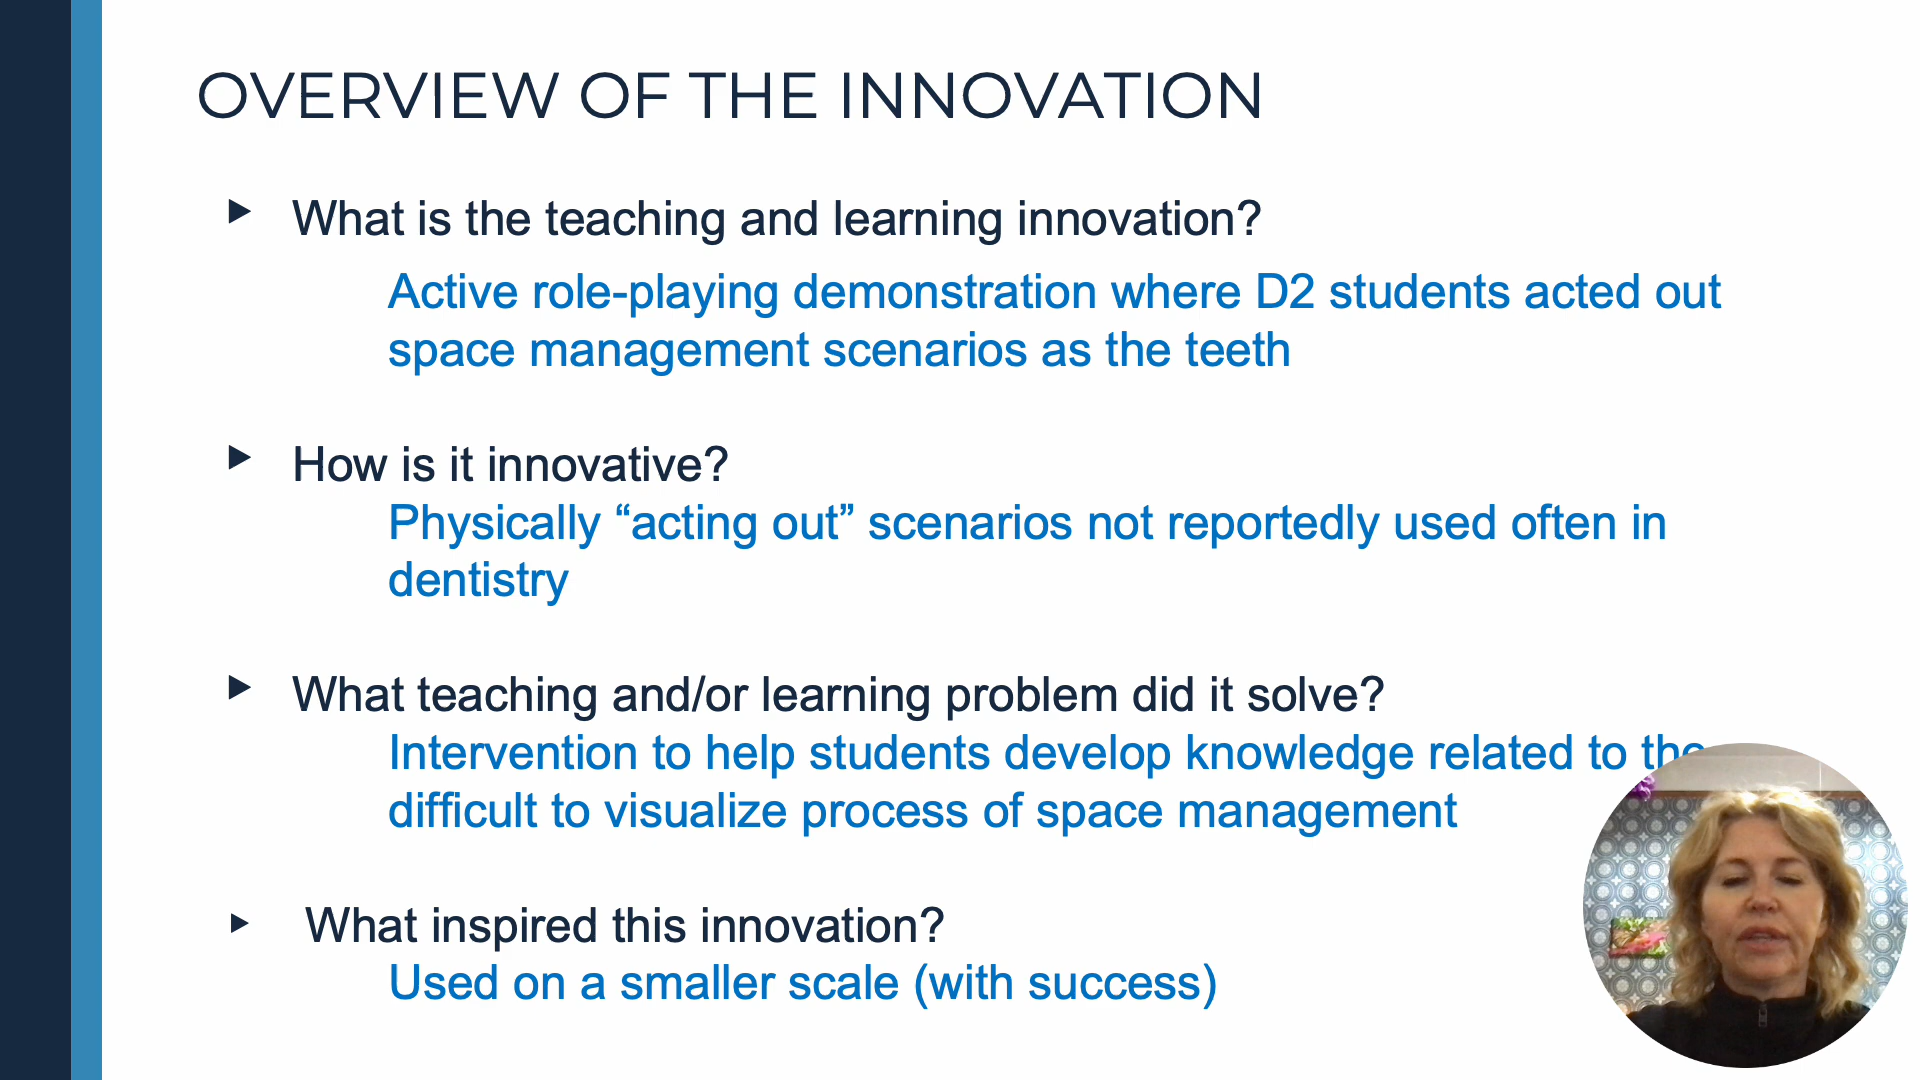 OVERVIEW OF THE INNOVATION
What is the teaching and learning innovation?
Active role-playing demonstration where D2 students acted out
space management scenarios as the teeth
How is it innovative?
Physically “acting out” scenarios not reportedly used often in
dentistry
What teaching and/or learning problem did it solve?
Intervention to help students develop knowledge related to the
difficult to visualize process of space management
What inspired this innovation?
Used on a smaller scale (with success)